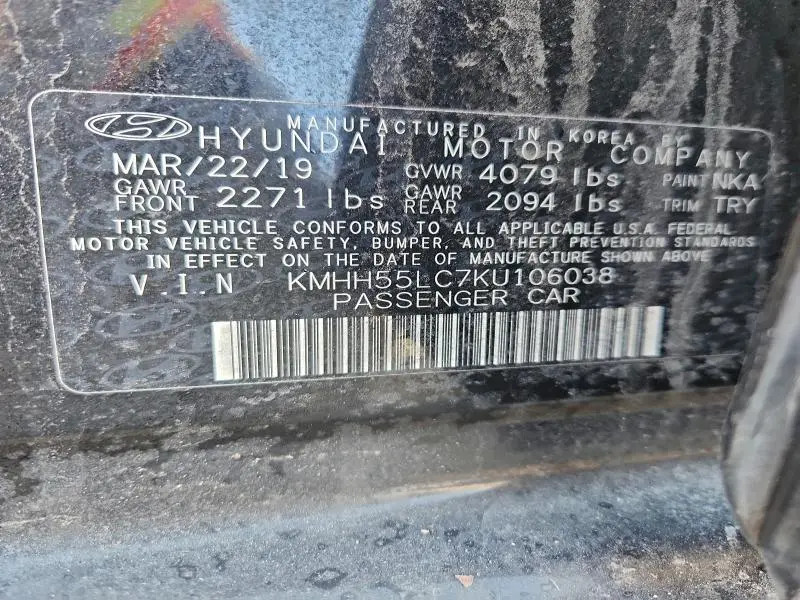 MANUFACTURED IN KOREA BY
HYUNDAI MOTOR COMPANY
MAR/22/19 GVWR 4079 lbs PAINT NKA
GAWR FRONT 2271 lbs GAWR REAR 2094 lbs TRIM TRY
THIS VEHICLE CONFORMS TO ALL APPLICABLE U.S.A. FEDERAL
MOTOR VEHICLE SAFETY, BUMPER, AND THEFT PREVENTION STANDARDS
IN EFFECT ON THE DATE OF MANUFACTURE SHOWN ABOVE
V.I.N KMHH55LC7KU106038
PASSENGER CAR